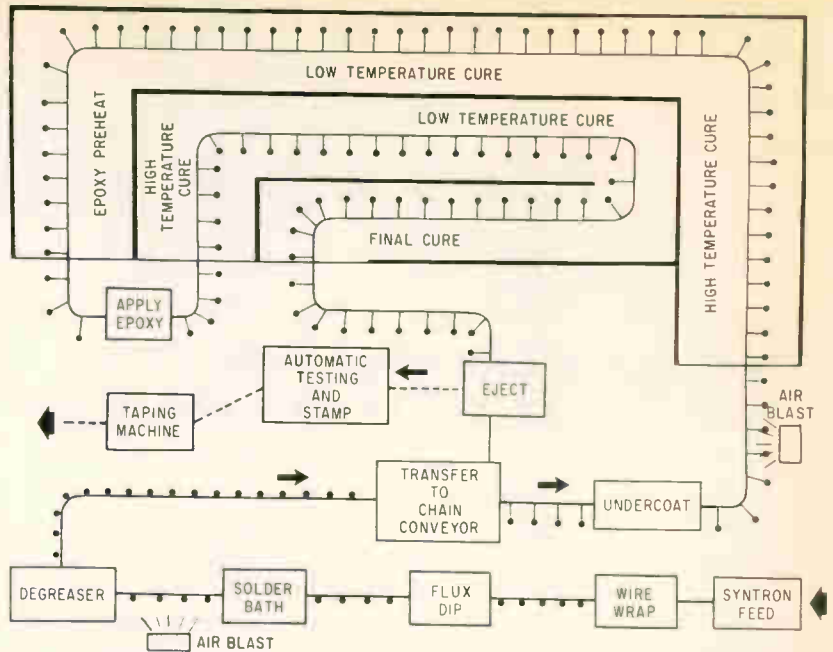 LOW TEMPERATURE CURE
LOW TEMPERATURE CURE
EPOXY PREHEAT
HIGH
TEMPERATURE
CURE
HIGH TEMPERATURE CURE
FINAL CURE
APPLY
EPOXY
AUTOMATIC
TESTING
AND
STAMP
EJECT
TAPING
MACHINE
AIR
BLAST
TRANSFER
TO
CHAIN
CONVEYOR
UNDERCOAT
DEGREASER
SOLDER
BATH
FLUX
DIP
WIRE
WRAP
SYNTRON
FEED
AIR BLAST